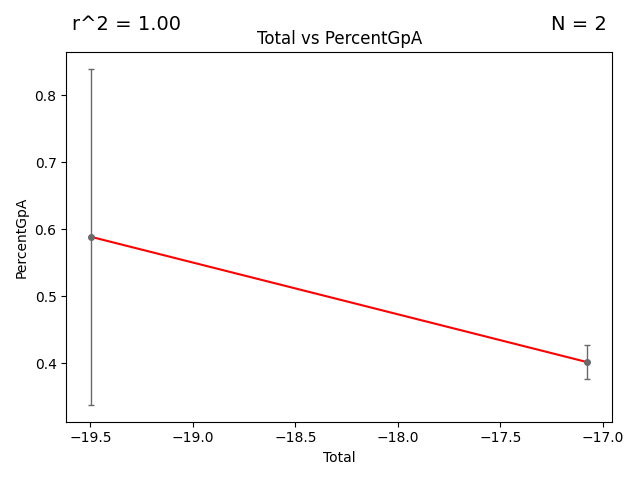 r^2 = 1.00
N = 2
Total vs PercentGpA
0.8
0.7
0.6
0.5
0.4
PercentGpA
−19.5
−19.0
−18.5
−18.0
−17.5
−17.0
Total